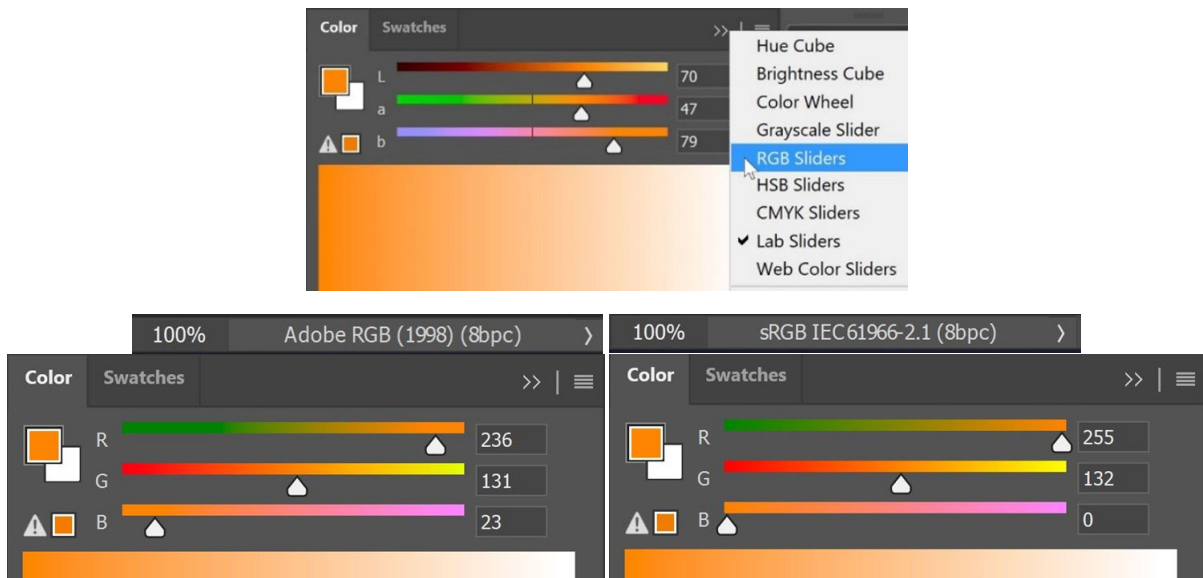 Color Swatches >> | ≡
L 70
a 47
b 79
Hue Cube
Brightness Cube
Color Wheel
Grayscale Slider
RGB Sliders
HSB Sliders
CMYK Sliders
✔ Lab Sliders
Web Color Sliders
100% Adobe RGB (1998) (8bpc) >
Color Swatches >> | ≡
R 236
G 131
B 23
100% sRGB IEC61966-2.1 (8bpc) >
Color Swatches >> | ≡
R 255
G 132
B 0